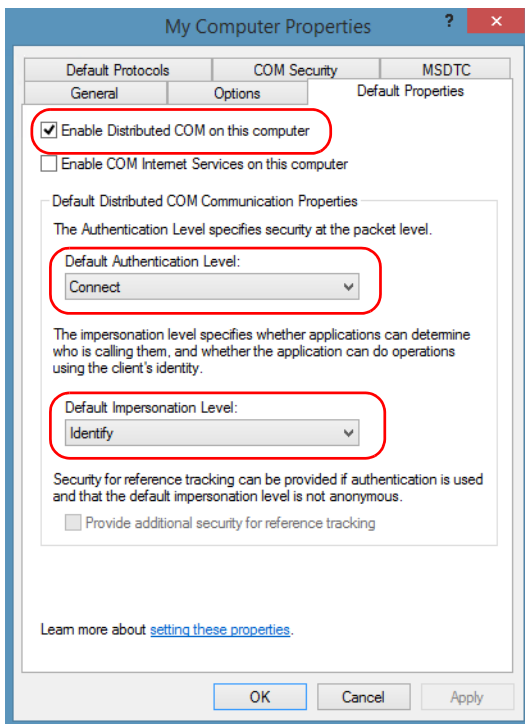 My Computer Properties
?
Default Protocols
COM Security
MSDTC
General
Options
Default Properties
Enable Distributed COM on this computer
Enable COM Internet Services on this computer
Default Distributed COM Communication Properties
The Authentication Level specifies security at the packet level.
Default Authentication Level:
Connect
The impersonation level specifies whether applications can determine
who is calling them, and whether the application can do operations
using the client's identity.
Default Impersonation Level:
Identify
Security for reference tracking can be provided if authentication is used
and that the default impersonation level is not anonymous.
Provide additional security for reference tracking
Learn more about setting these properties.
OK
Cancel
Apply